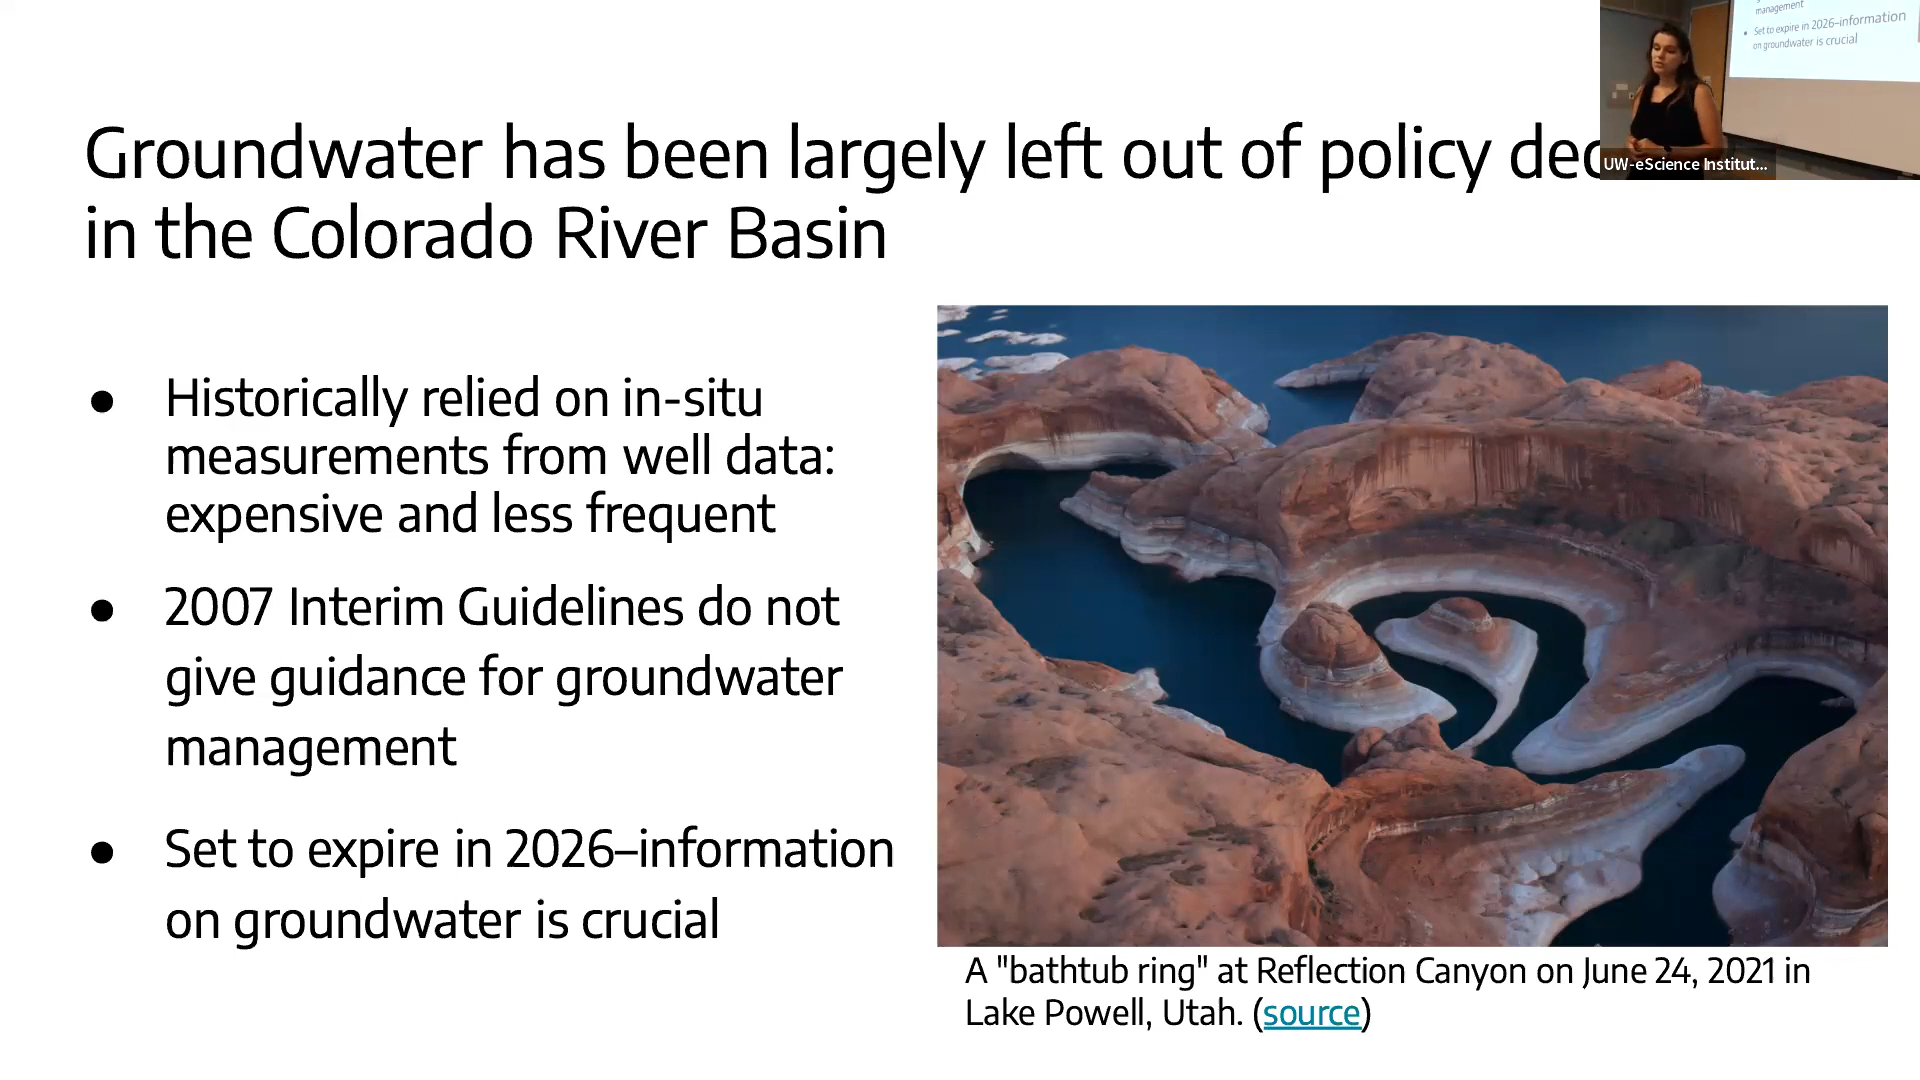 Groundwater has been largely left out of policy
in the Colorado River Basin
Historically relied on in-situ
measurements from well data:
expensive and less frequent
2007 Interim Guidelines do not
give guidance for groundwater
management
Set to expire in 2026–information
on groundwater is crucial
A "bathtub ring" at Reflection Canyon on June 24, 2021 in
Lake Powell, Utah. (source)
management
Set to expire in 2026–information
on groundwater is crucial
UW-eScience Institut...